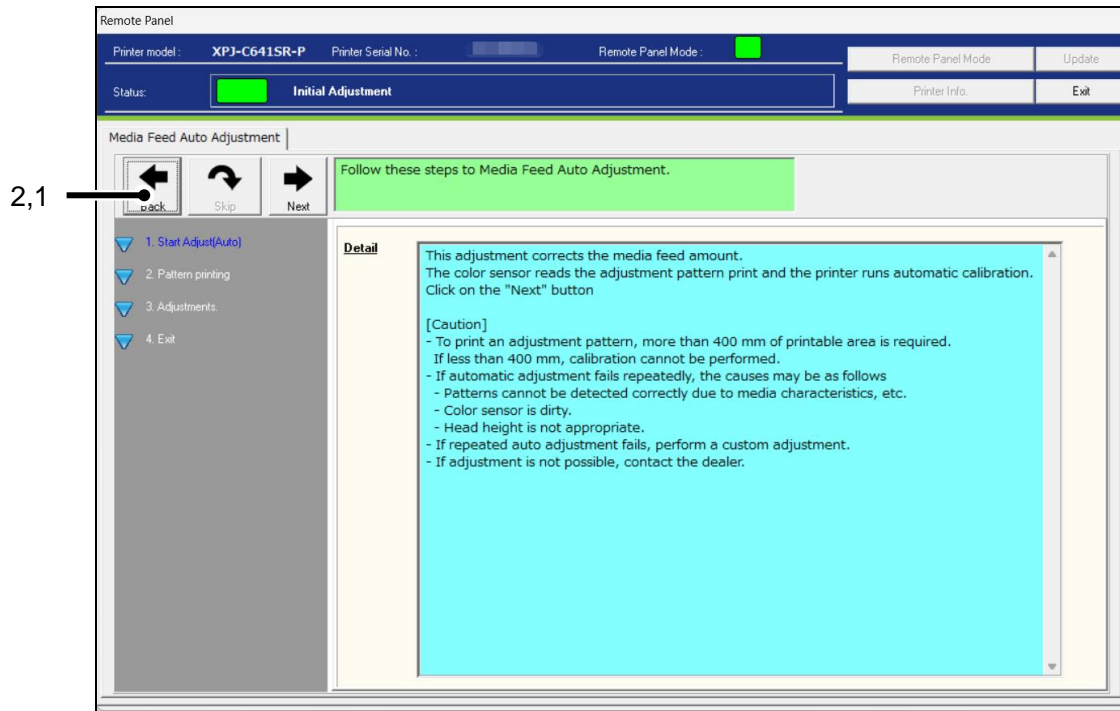 Remote Panel
Printer model : XPJ-C641SR-P Printer Serial No. : Remote Panel Mode :
Remote Panel Mode Update
Status: Initial Adjustment
Printer Info. Exit
Media Feed Auto Adjustment
Back Skip Next
Follow these steps to Media Feed Auto Adjustment.
2,1
1. Start Adjust(Auto)
2. Pattern printing
3. Adjustments.
4. Exit
Detail
This adjustment corrects the media feed amount.
The color sensor reads the adjustment pattern print and the printer runs automatic calibration.
Click on the "Next" button
[Caution]
- To print an adjustment pattern, more than 400 mm of printable area is required.
If less than 400 mm, calibration cannot be performed.
- If automatic adjustment fails repeatedly, the causes may be as follows
- Patterns cannot be detected correctly due to media characteristics, etc.
- Color sensor is dirty.
- Head height is not appropriate.
- If repeated auto adjustment fails, perform a custom adjustment.
- If adjustment is not possible, contact the dealer.